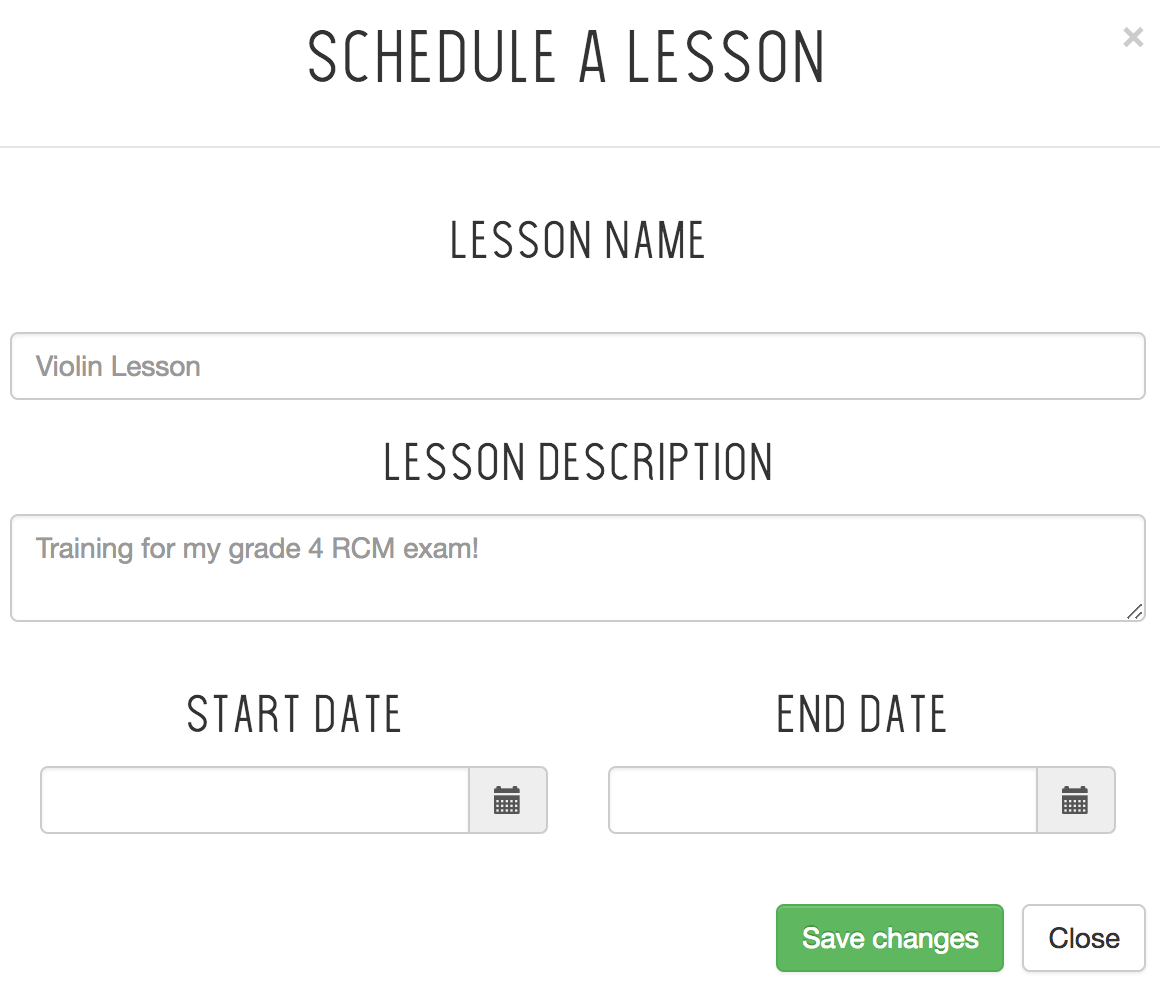 SCHEDULE A LESSON
×
LESSON NAME
Violin Lesson
LESSON DESCRIPTION
Training for my grade 4 RCM exam!
START DATE
END DATE
Save changes
Close